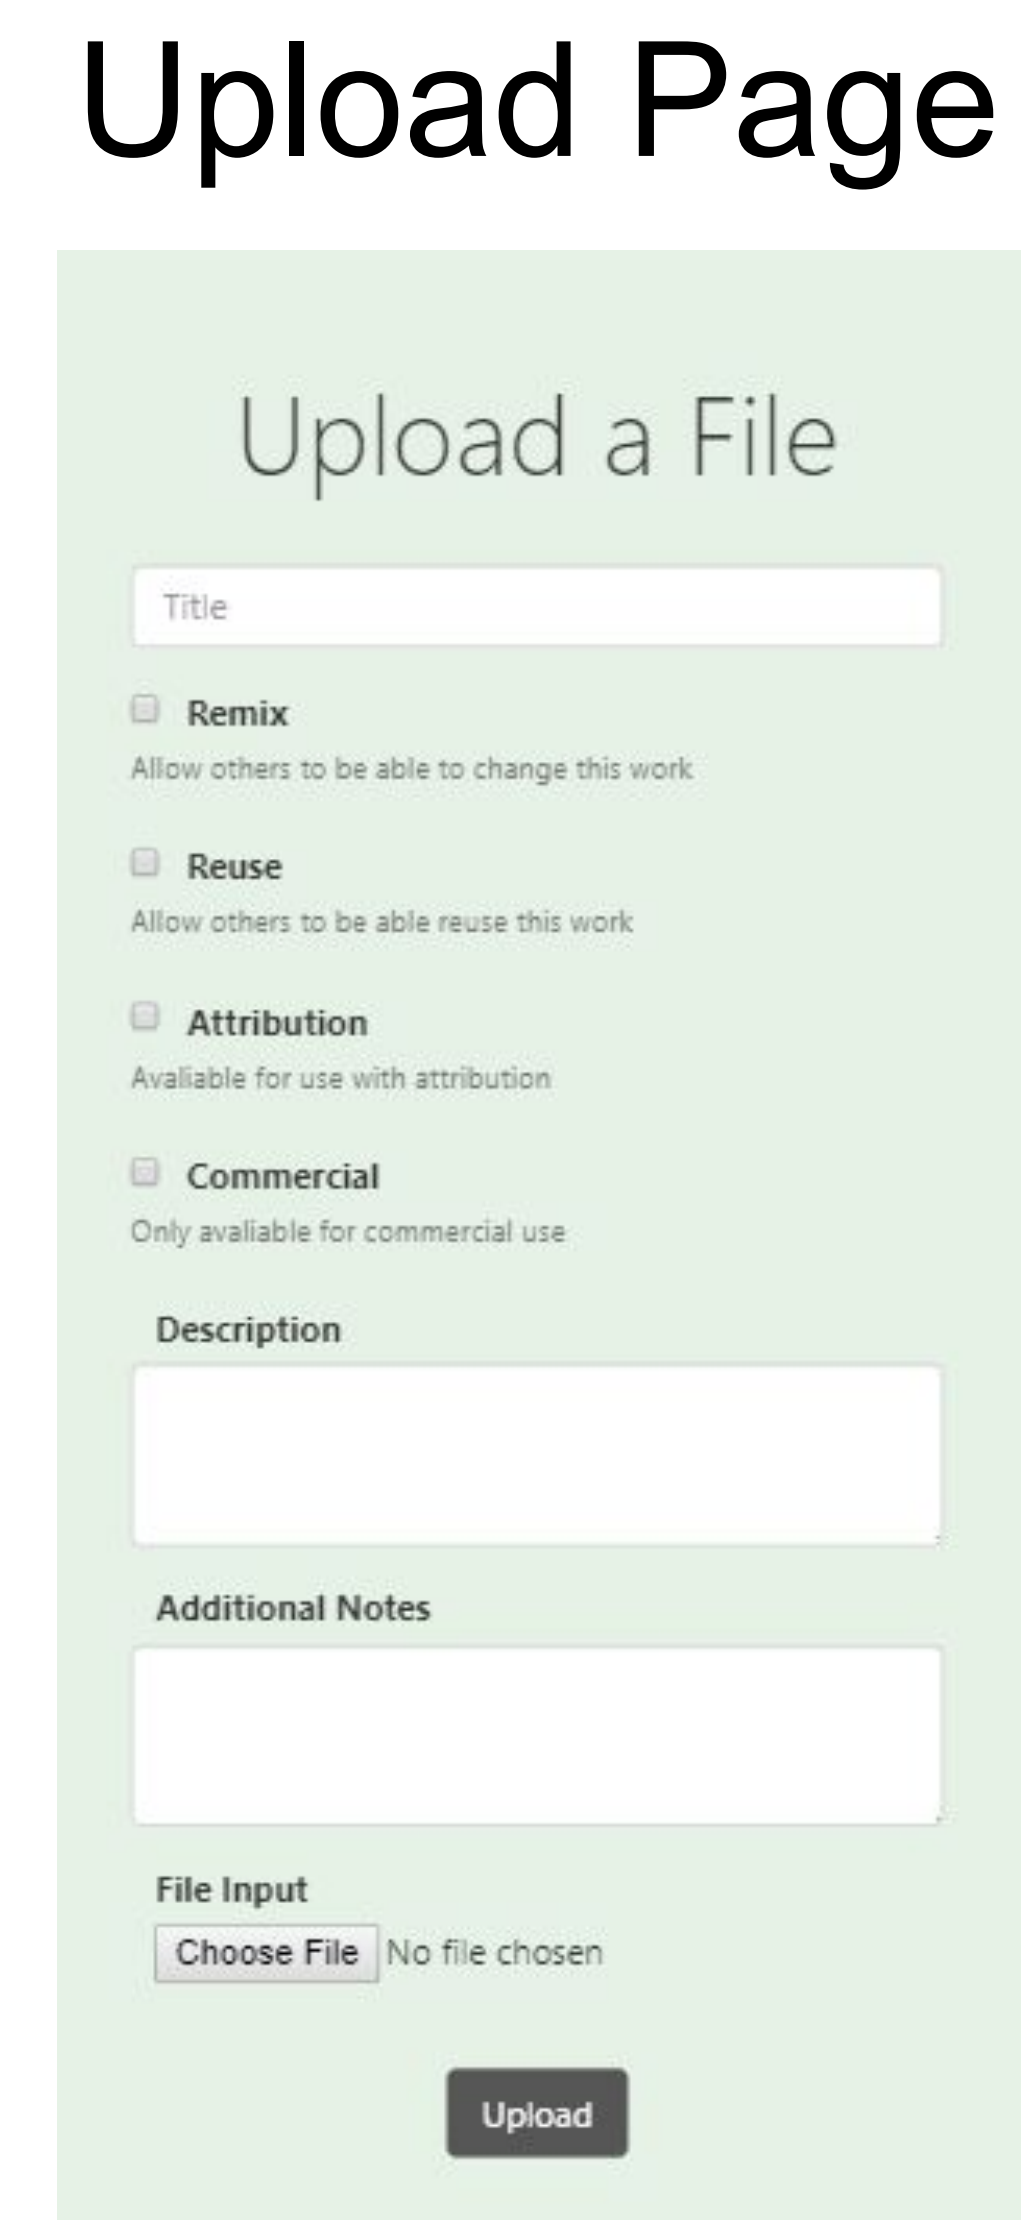 Upload Page
Upload a File
Title
Remix
Allow others to be able to change this work
Reuse
Allow others to be able reuse this work
Attribution
Avaliable for use with attribution
Commercial
Only avaliable for commercial use
Description
Additional Notes
File Input
Choose File No file chosen
Upload